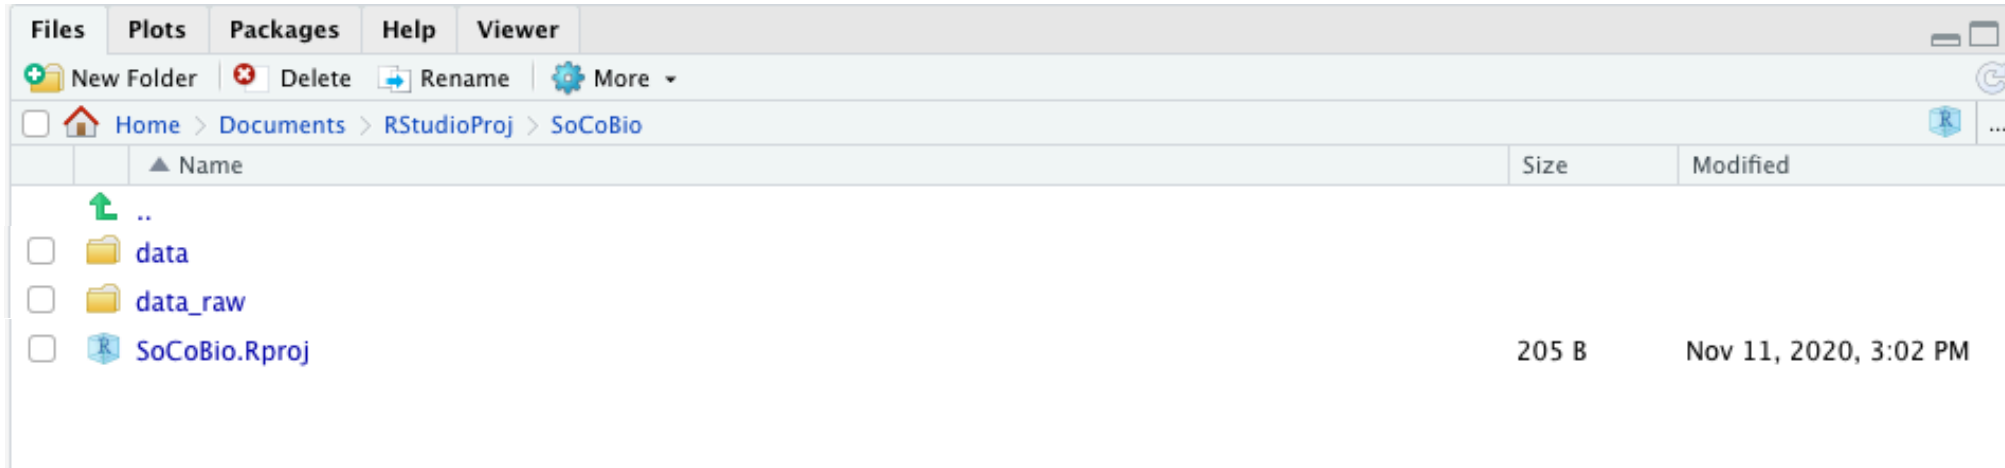 Files Plots Packages Help Viewer
New Folder Delete Rename More
Home > Documents > RStudioProj > SoCoBio R ...
Name Size Modified
..
data
data_raw
R SoCoBio.Rproj 205 B Nov 11, 2020, 3:02 PM